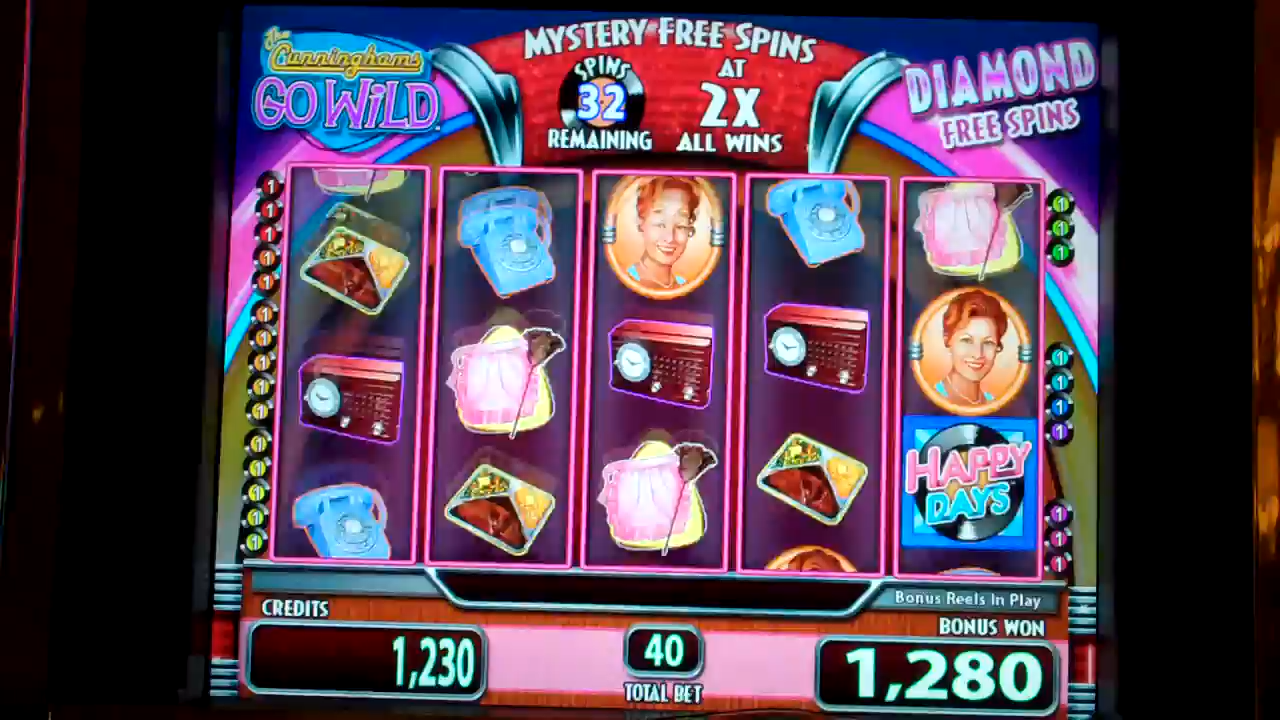 The
Cunninghams
GO WILD
MYSTERY FREE SPINS
SPINS
32
REMAINING
AT
2X
ALL WINS
DIAMOND
FREE SPINS
HAPPY
DAYS
Bonus Reels In Play
CREDITS
1,230
40
TOTAL BET
BONUS WON
1,280